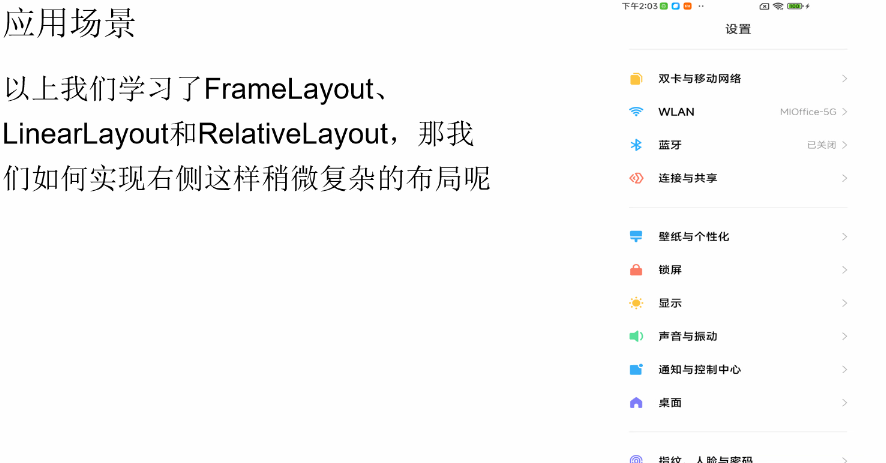 应用场景
以上我们学习了FrameLayout、
LinearLayout和RelativeLayout，那我
们如何实现右侧这样稍微复杂的布局呢
下午2:03
设置
双卡与移动网络
WLAN MIOffice-5G
蓝牙 已关闭
连接与共享
壁纸与个性化
锁屏
显示
声音与振动
通知与控制中心
桌面
指纹、人脸与密码